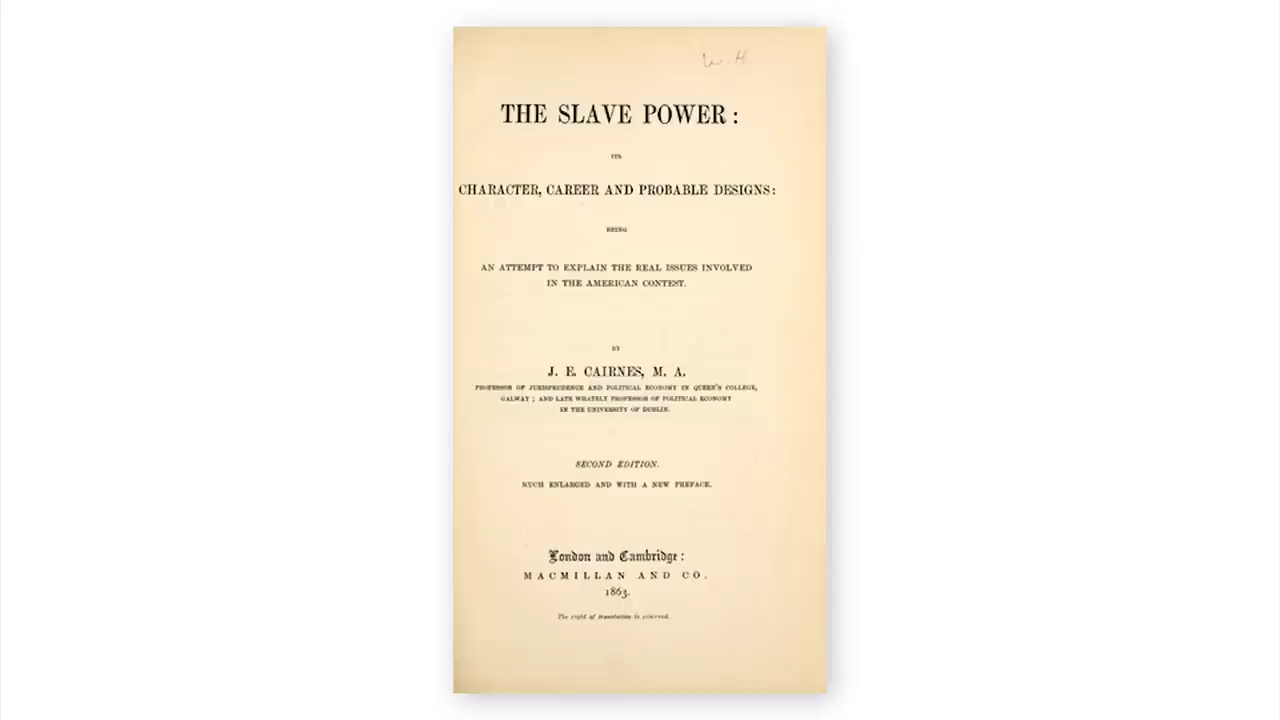 W. H
THE SLAVE POWER:
ITS
CHARACTER, CAREER AND PROBABLE DESIGNS:
BEING
AN ATTEMPT TO EXPLAIN THE REAL ISSUES INVOLVED
IN THE AMERICAN CONTEST.
BY
J. E. CAIRNES, M. A.
PROFESSOR OF JURISPRUDENCE AND POLITICAL ECONOMY IN QUEEN'S COLLEGE,
GALWAY; AND LATE WHATELY PROFESSOR OF POLITICAL ECONOMY
IN THE UNIVERSITY OF DUBLIN.
SECOND EDITION.
MUCH ENLARGED AND WITH A NEW PREFACE.
London and Cambridge:
MACMILLAN AND CO.
1863.
The right of translation is reserved.